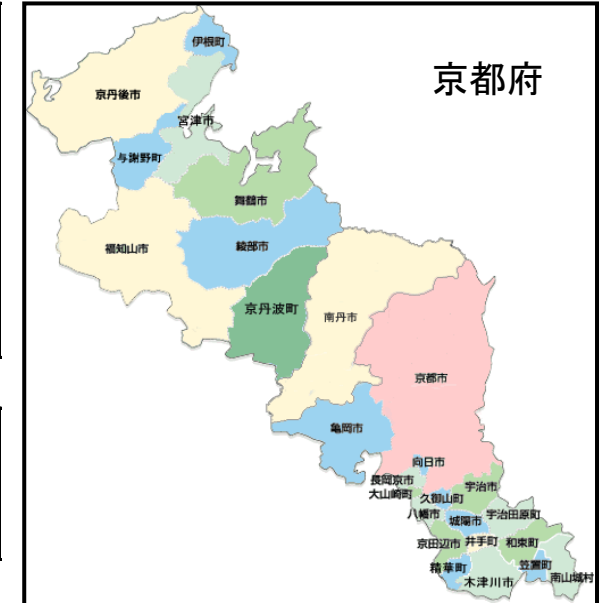 京都府
伊根町
京丹後市
宮津市
与謝野町
舞鶴市
福知山市
綾部市
京丹波町
南丹市
京都市
亀岡市
向日市
長岡京市
大山崎町
宇治市
久御山町
八幡市
宇治田原町
城陽市
京田辺市
井手町
和束町
精華町
笠置町
木津川市
南山城村